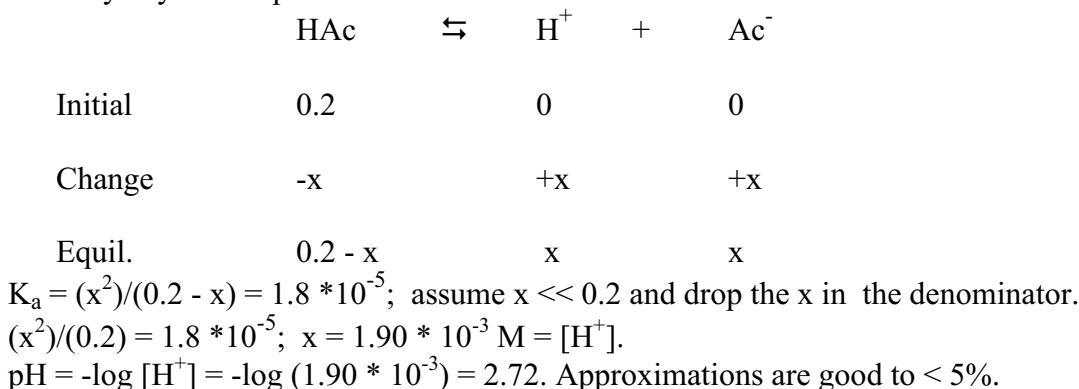 HAc ⇆ H⁺ + Ac⁻
Initial 0.2 0 0
Change -x +x +x
Equil. 0.2 - x x x
Kₐ = (x²)/(0.2 - x) = 1.8 *10⁻⁵; assume x << 0.2 and drop the x in the denominator.
(x²)/(0.2) = 1.8 *10⁻⁵; x = 1.90 * 10⁻³ M = [H⁺].
pH = -log [H⁺] = -log (1.90 * 10⁻³) = 2.72. Approximations are good to < 5%.